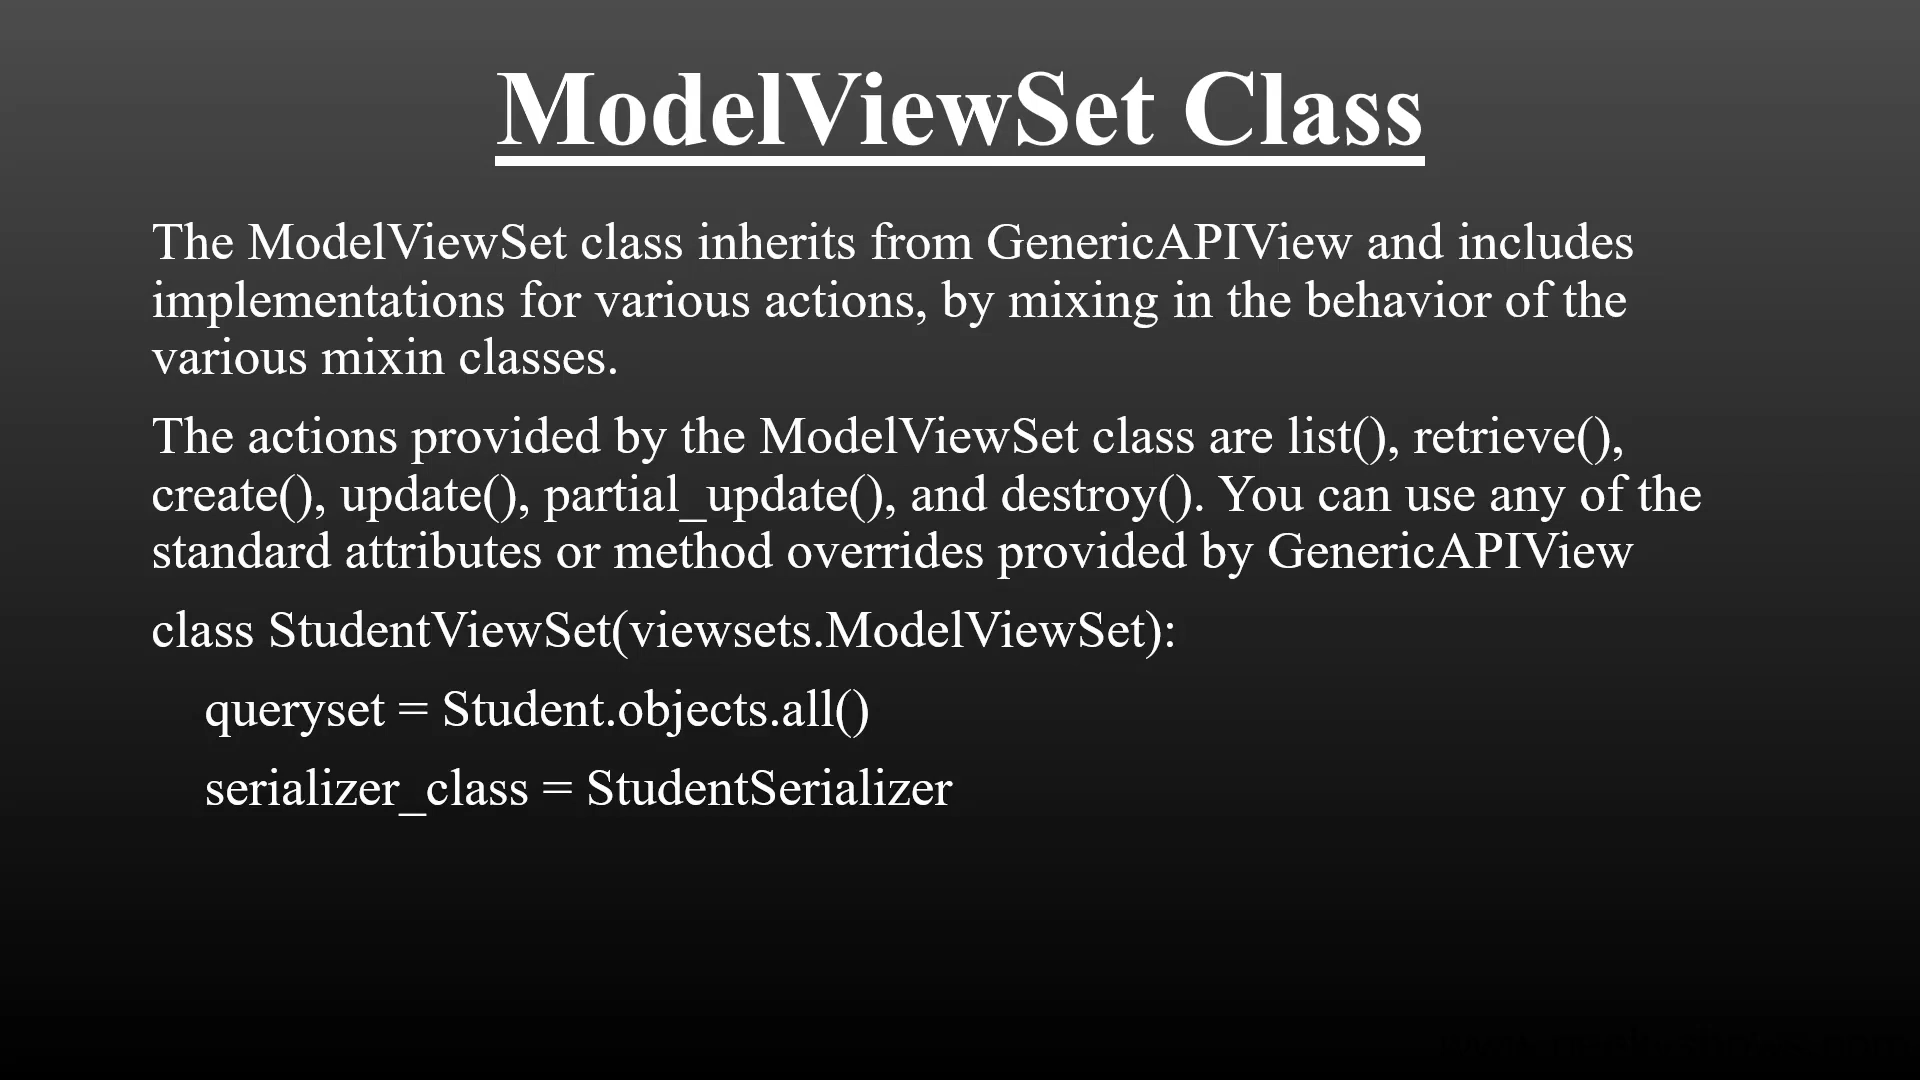 ModelViewSet Class
The ModelViewSet class inherits from GenericAPIView and includes
implementations for various actions, by mixing in the behavior of the
various mixin classes.
The actions provided by the ModelViewSet class are list(), retrieve(),
create(), update(), partial_update(), and destroy(). You can use any of the
standard attributes or method overrides provided by GenericAPIView
class StudentViewSet(viewsets.ModelViewSet):
queryset = Student.objects.all()
serializer_class = StudentSerializer